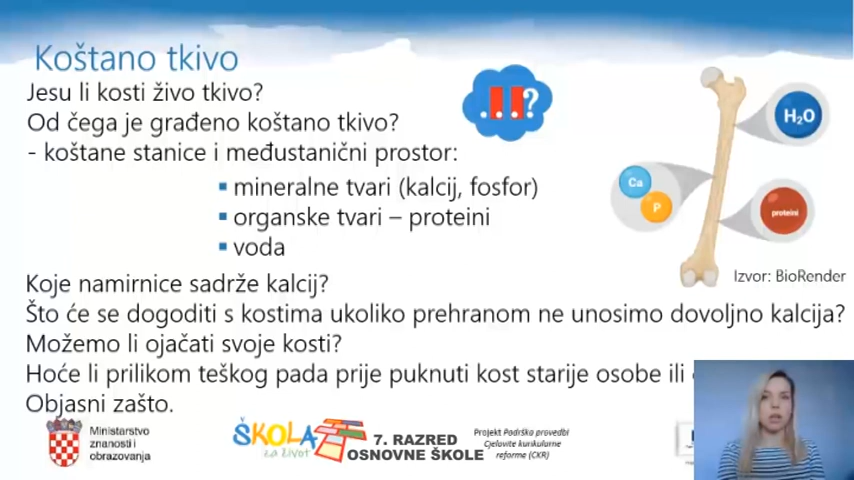 Koštano tkivo
Jesu li kosti živo tkivo?
Od čega je građeno koštano tkivo?
- koštane stanice i međustanični prostor:
▪ mineralne tvari (kalcij, fosfor)
▪ organske tvari – proteini
▪ voda
...?
H₂O
Ca
P
proteini
Izvor: BioRender
Koje namirnice sadrže kalcij?
Što će se dogoditi s kostima ukoliko prehranom ne unosimo dovoljno kalcija?
Možemo li ojačati svoje kosti?
Hoće li prilikom teškog pada prije puknuti kost starije osobe ili
Objasni zašto.
Ministarstvo
znanosti i
obrazovanja
ŠKOLA
za život
7. RAZRED
OSNOVNE ŠKOLE
Projekt Podrška provedbi
Cjelovite kurikularne
reforme (CKR)